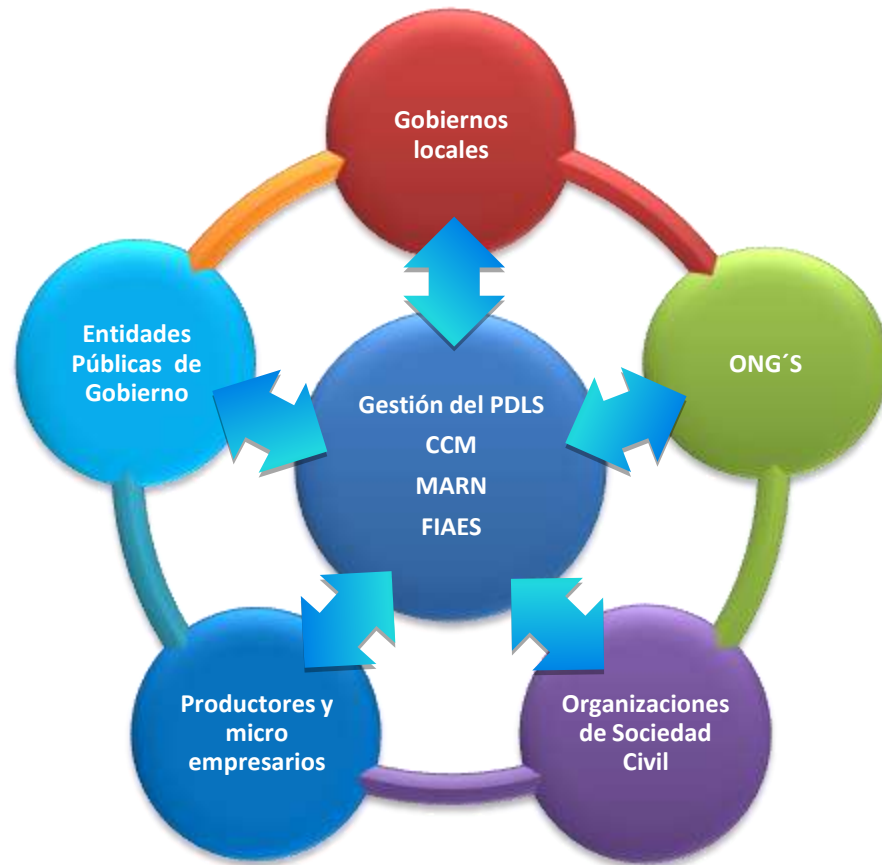 Gobiernos
locales
Entidades
Públicas de
Gobierno
ONG´S
Gestión del PDLS
CCM
MARN
FIAES
Productores y
micro
empresarios
Organizaciones
de Sociedad
Civil